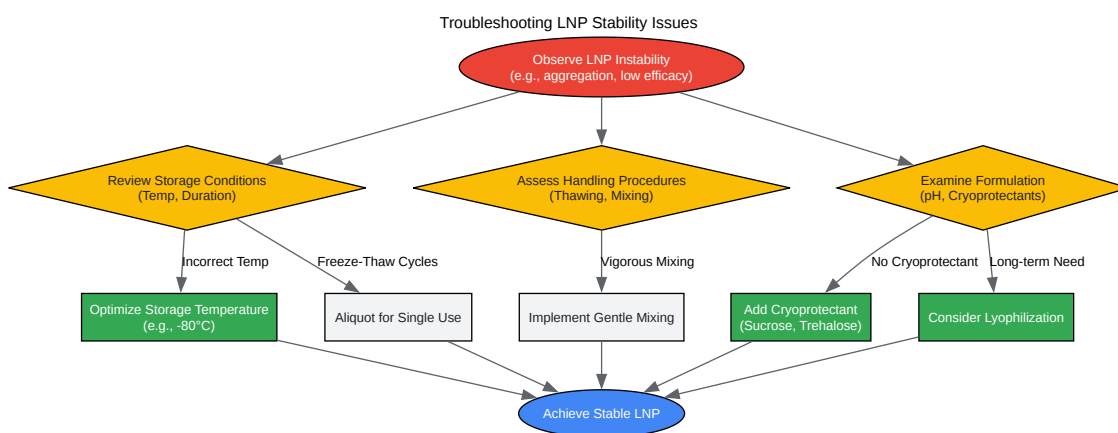 Troubleshooting LNP Stability Issues
Observe LNP Instability
(e.g., aggregation, low efficacy)
Review Storage Conditions
(Temp, Duration)
Assess Handling Procedures
(Thawing, Mixing)
Examine Formulation
(pH, Cryoprotectants)
Incorrect Temp
Freeze-Thaw Cycles
Vigorous Mixing
No Cryoprotectant
Long-term Need
Optimize Storage Temperature
(e.g., -80°C)
Aliquot for Single Use
Implement Gentle Mixing
Add Cryoprotectant
(Sucrose, Trehalose)
Consider Lyophilization
Achieve Stable LNP